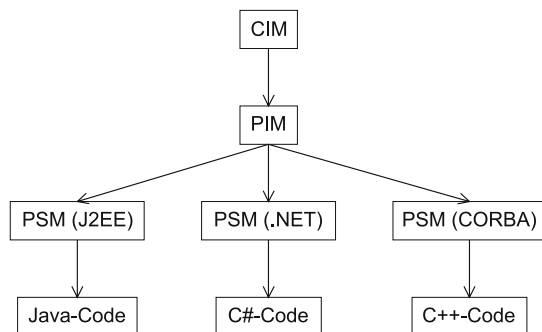 CIM
PIM
PSM (J2EE)
PSM (.NET)
PSM (CORBA)
Java-Code
C#-Code
C++-Code